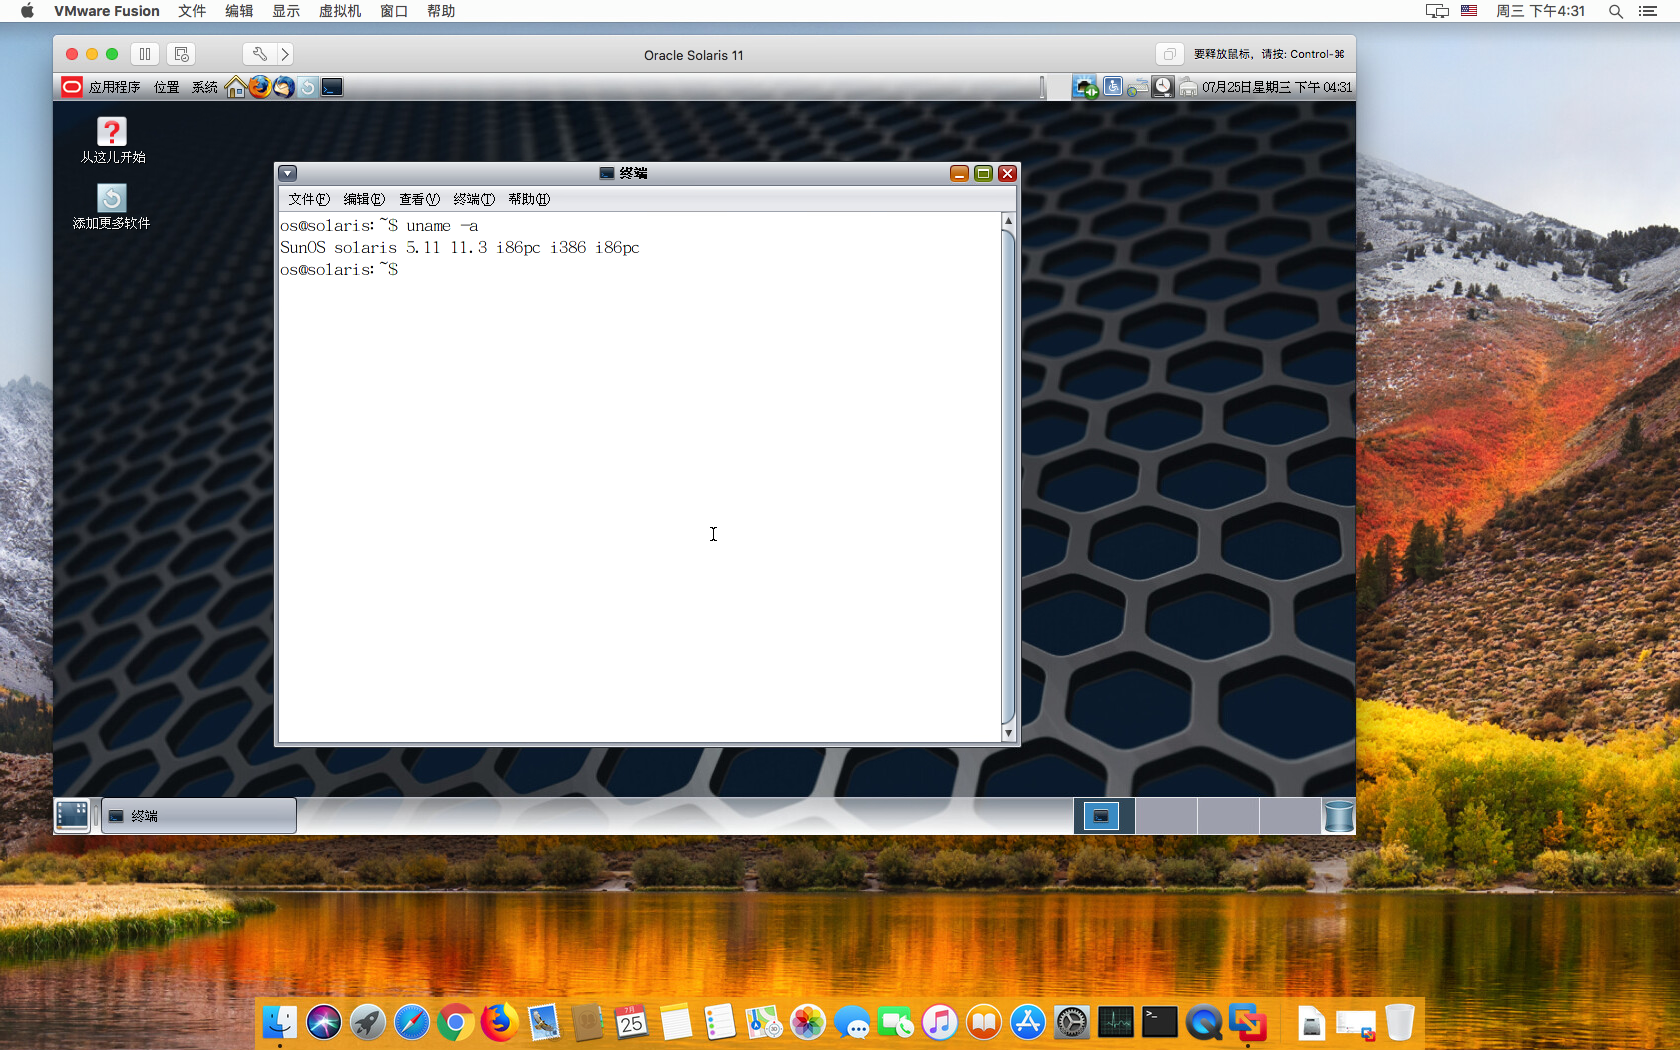 VMware Fusion 文件 编辑 显示 虚拟机 窗口 帮助 周三 下午4:31
Oracle Solaris 11 要释放鼠标，请按: Control-⌘
应用程序 位置 系统 07月25日星期三 下午 04:31
从这儿开始
添加更多软件
终端
文件(F) 编辑(E) 查看(V) 终端(T) 帮助(H)
os@solaris:~$ uname -a
SunOS solaris 5.11 11.3 i86pc i386 i86pc
os@solaris:~$
终端
7月
25